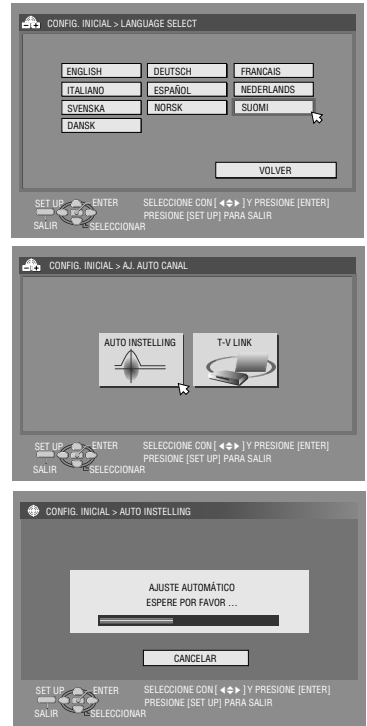 CONFIG. INICIAL > LANGUAGE SELECT
ENGLISH DEUTSCH FRANCAIS
ITALIANO ESPAÑOL NEDERLANDS
SVENSKA NORSK SUOMI
DANSK
VOLVER
SET UP ENTER SELECCIONE CON [ ] Y PRESIONE [ENTER]
PRESIONE [SET UP] PARA SALIR
SALIR SELECCIONAR
CONFIG. INICIAL > AJ. AUTO CANAL
AUTO INSTELLING T-V LINK
SET UP ENTER SELECCIONE CON [ ] Y PRESIONE [ENTER]
PRESIONE [SET UP] PARA SALIR
SALIR SELECCIONAR
CONFIG. INICIAL > AUTO INSTELLING
AJUSTE AUTOMÁTICO
ESPERE POR FAVOR ...
CANCELAR
SET UP ENTER SELECCIONE CON [ ] Y PRESIONE [ENTER]
PRESIONE [SET UP] PARA SALIR
SALIR SELECCIONAR